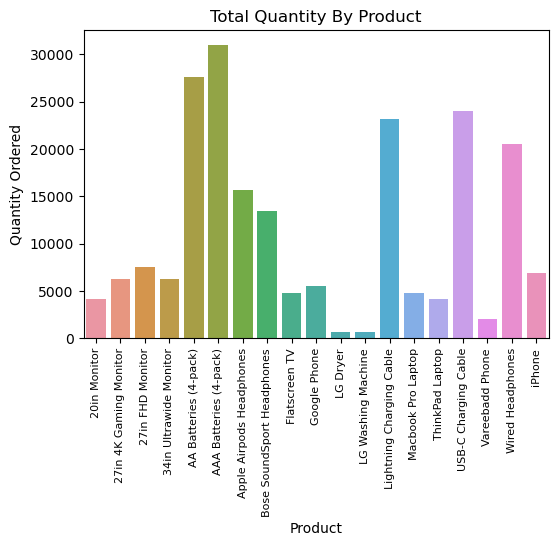 Total Quantity By Product
Quantity Ordered
30000
25000
20000
15000
10000
5000
0
20in Monitor
27in 4K Gaming Monitor
27in FHD Monitor
34in Ultrawide Monitor
AA Batteries (4-pack)
AAA Batteries (4-pack)
Apple Airpods Headphones
Bose SoundSport Headphones
Flatscreen TV
Google Phone
LG Dryer
LG Washing Machine
Lightning Charging Cable
Macbook Pro Laptop
ThinkPad Laptop
USB-C Charging Cable
Vareebadd Phone
Wired Headphones
iPhone
Product